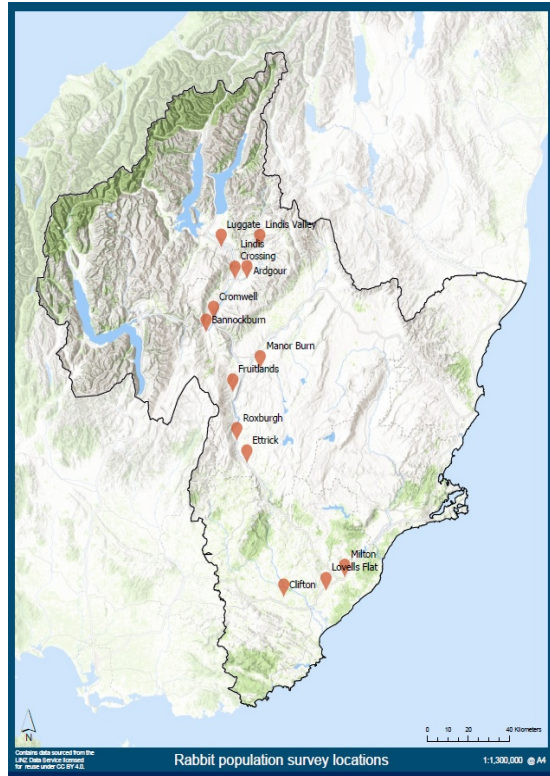 Luggate Lindis Valley
Lindis
Crossing
Ardgour
Cromwell
Bannockburn
Manor Burn
Fruitlands
Roxburgh
Ettrick
Milton
Lovells Flat
Clifton
N
0 10 20 40 Kilometers
Contains data sourced from the
LINZ Data Service licensed
for reuse under CC BY 4.0.
Rabbit population survey locations
1:1,300,000 @ A4